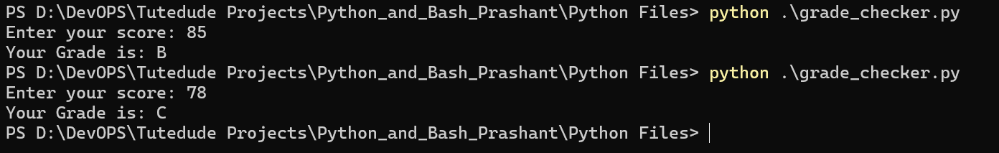 PS D:\DevOPS\Tutedude Projects\Python_and_Bash_Prashant\Python Files> python .\grade_checker.py
Enter your score: 85
Your Grade is: B
PS D:\DevOPS\Tutedude Projects\Python_and_Bash_Prashant\Python Files> python .\grade_checker.py
Enter your score: 78
Your Grade is: C
PS D:\DevOPS\Tutedude Projects\Python_and_Bash_Prashant\Python Files>